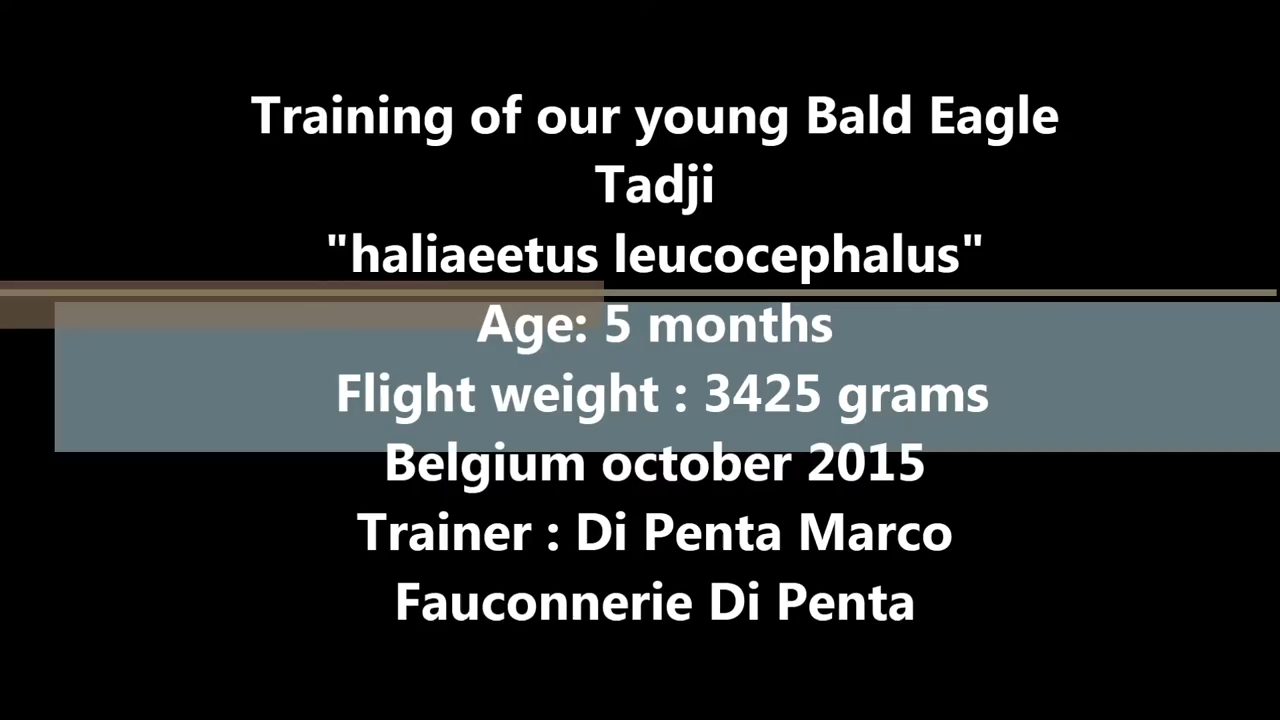 Training of our young Bald Eagle
Tadji
"haliaeetus leucocephalus"
Age: 5 months
Flight weight : 3425 grams
Belgium october 2015
Trainer : Di Penta Marco
Fauconnerie Di Penta